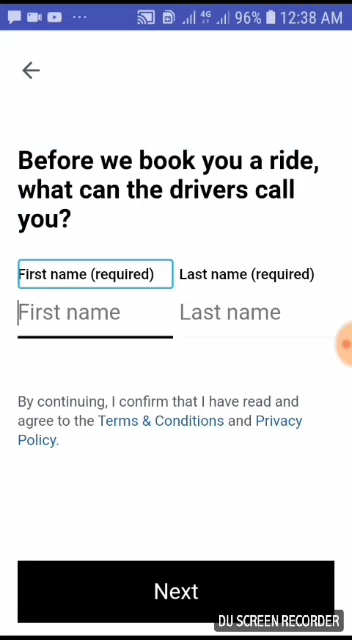 4G 96% 12:38 AM
Before we book you a ride,
what can the drivers call
you?
First name (required) Last name (required)
First name Last name
By continuing, I confirm that I have read and
agree to the Terms & Conditions and Privacy
Policy.
Next
DU SCREEN RECORDER